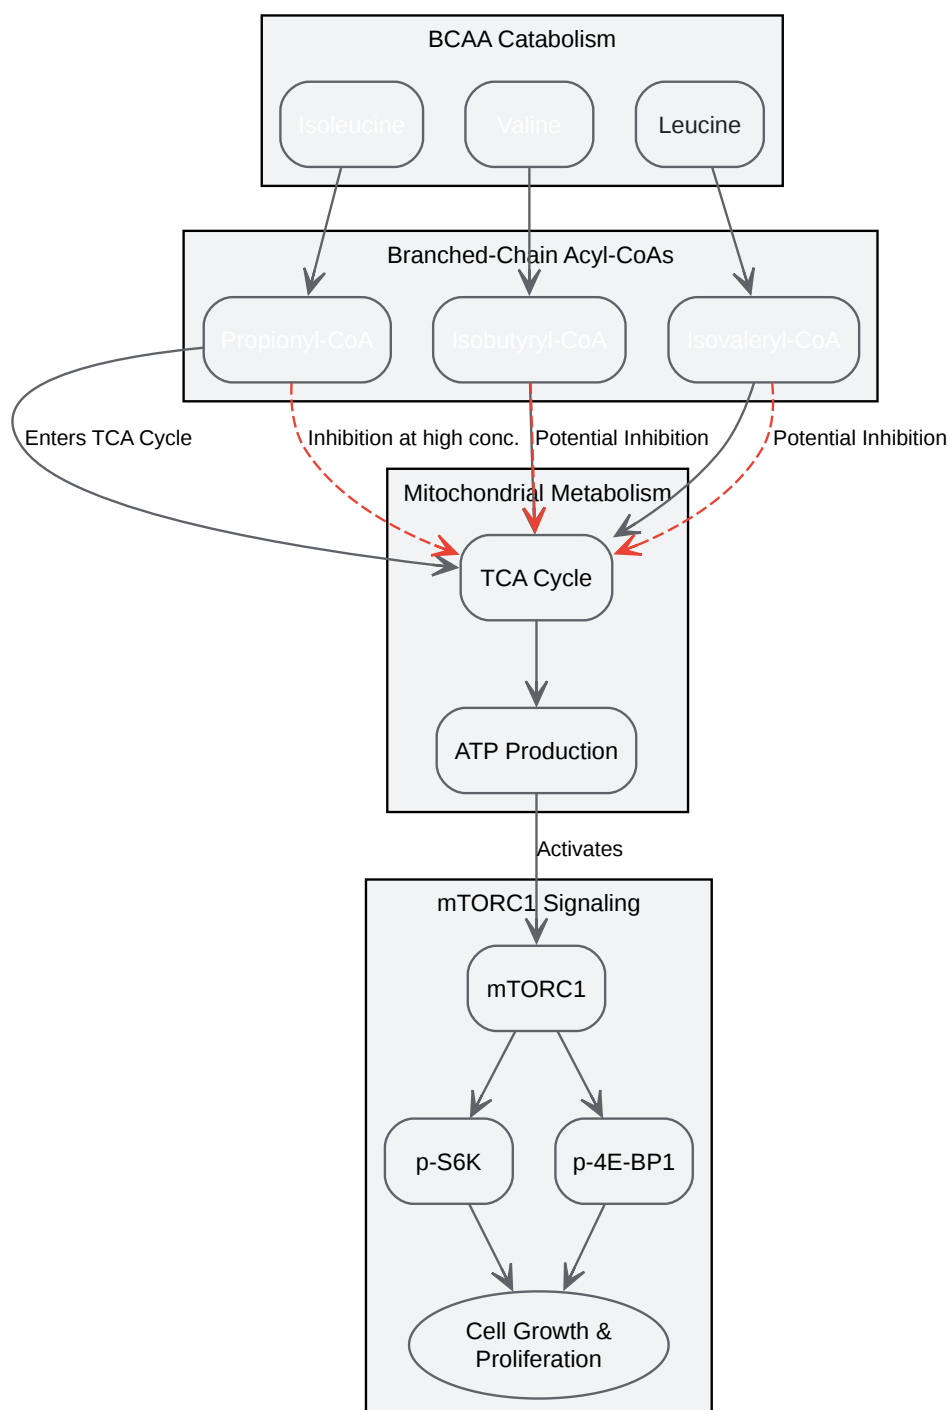 BCAA Catabolism
Isoleucine
Valine
Leucine
Branched-Chain Acyl-CoAs
Propionyl-CoA
Isobutyryl-CoA
Isovaleryl-CoA
Enters TCA Cycle
Inhibition at high conc.
Potential Inhibition
Potential Inhibition
Mitochondrial Metabolism
TCA Cycle
ATP Production
Activates
mTORC1 Signaling
mTORC1
p-S6K
p-4E-BP1
Cell Growth &
Proliferation